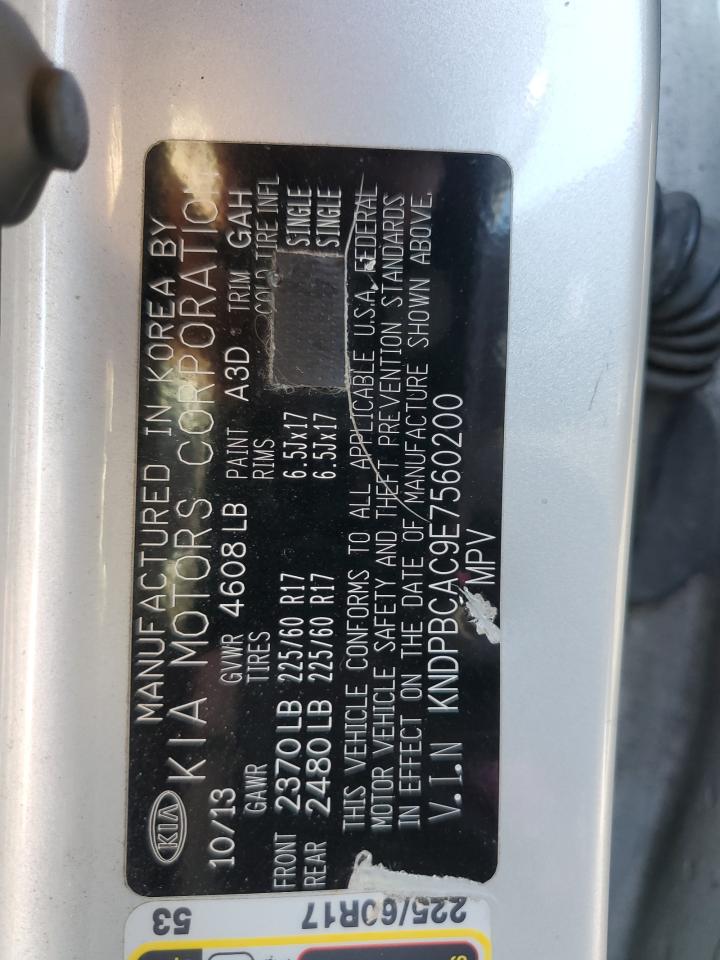 MANUFACTURED IN KOREA BY
KIA KIA MOTORS CORPORATION
10/13 GVWR 4608 LB PAINT A3D TRIM GAH
GAWR TIRES RIMS COLD TIRE INFL
FRONT 2370 LB 225/60 R17 6.5Jx17 SINGLE
REAR 2480 LB 225/60 R17 6.5Jx17 SINGLE
THIS VEHICLE CONFORMS TO ALL APPLICABLE U.S.A. FEDERAL
MOTOR VEHICLE SAFETY AND THEFT PREVENTION STANDARDS
IN EFFECT ON THE DATE OF MANUFACTURE SHOWN ABOVE.
V.I.N KNDPBCAC9E7560200
MPV
225/60R17 53